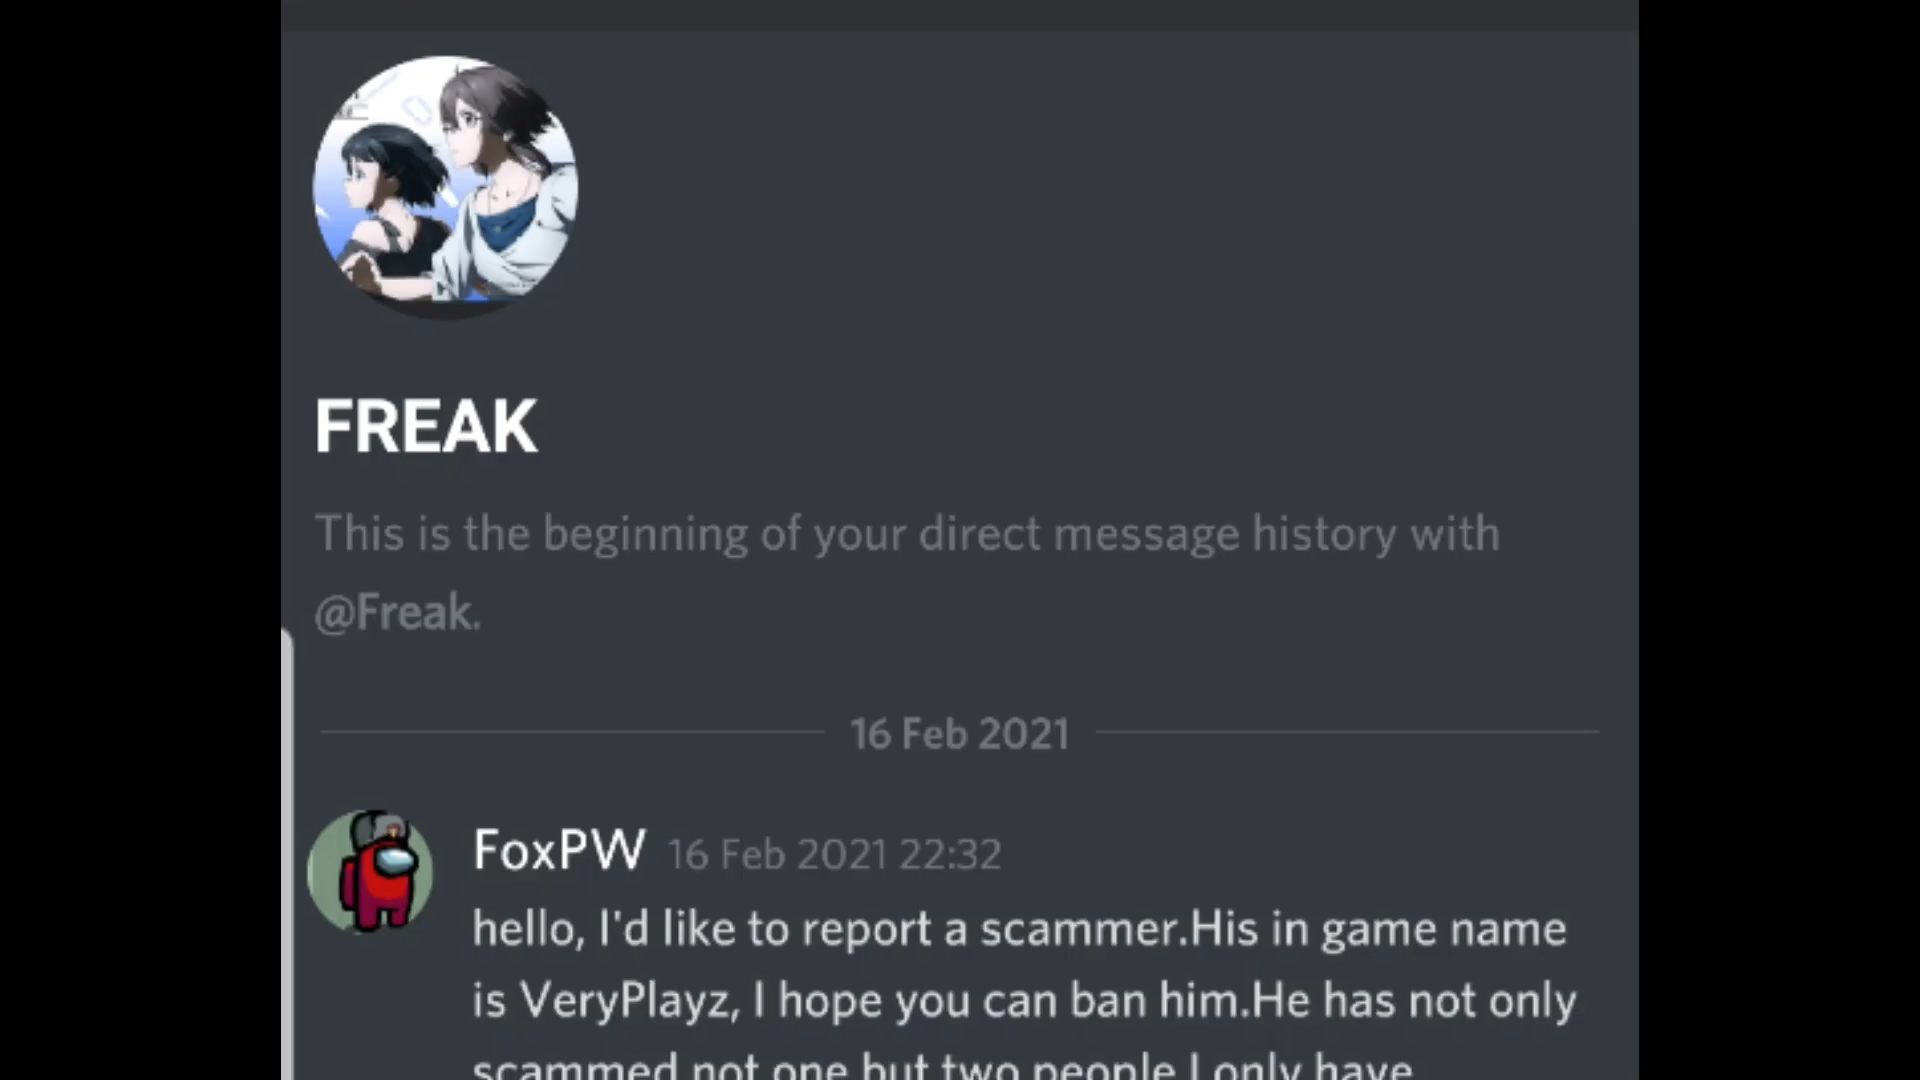 FREAK
This is the beginning of your direct message history with
@Freak.
16 Feb 2021
FoxPW 16 Feb 2021 22:32
hello, I'd like to report a scammer.His in game name
is VeryPlayz, I hope you can ban him.He has not only
scammed not one but two people I only have